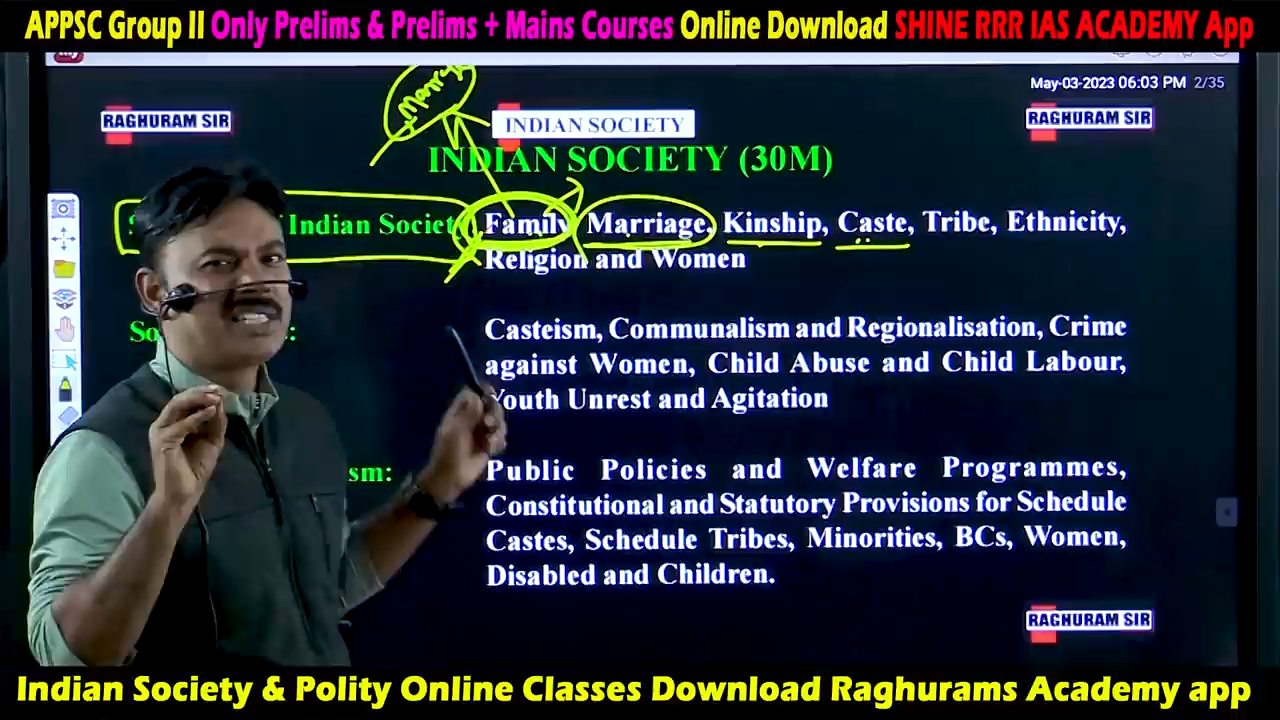 APPSC Group II Only Prelims & Prelims + Mains Courses Online Download SHINE RRR IAS ACADEMY App
May-03-2023 06:03 PM 2/35
RAGHURAM SIR
INDIAN SOCIETY
RAGHURAM SIR
INDIAN SOCIETY (30M)
Marriage
Indian Societ Family, Marriage, Kinship, Caste, Tribe, Ethnicity,
Religion and Women
So : Casteism, Communalism and Regionalisation, Crime
against Women, Child Abuse and Child Labour,
Youth Unrest and Agitation
sm: Public Policies and Welfare Programmes,
Constitutional and Statutory Provisions for Schedule
Castes, Schedule Tribes, Minorities, BCs, Women,
Disabled and Children.
RAGHURAM SIR
Indian Society & Polity Online Classes Download Raghurams Academy app